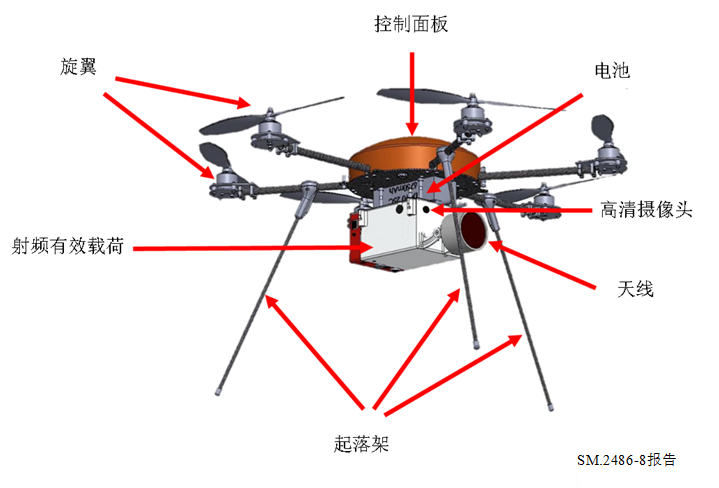 控制面板
旋翼
电池
高清摄像头
射频有效载荷
天线
起落架
SM.2486-8报告